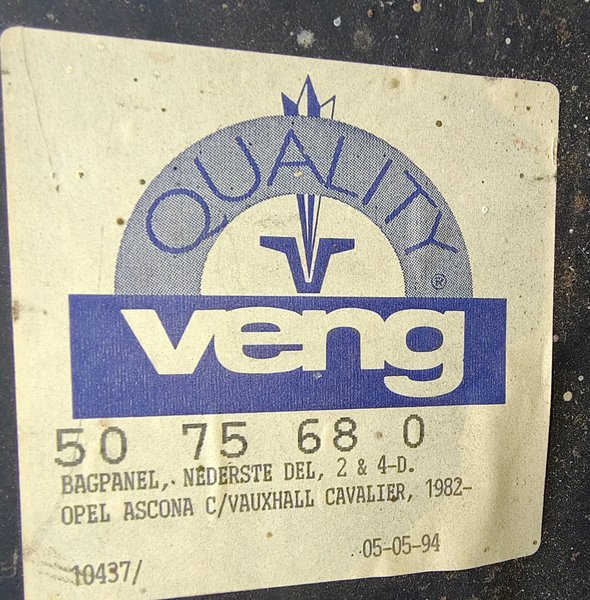 QUALITY
®
veng
50 75 68 0
BAGPANEL, NEDERSTE DEL, 2 & 4-D.
OPEL ASCONA C/VAUXHALL CAVALIER, 1982-
05-05-94
10437/